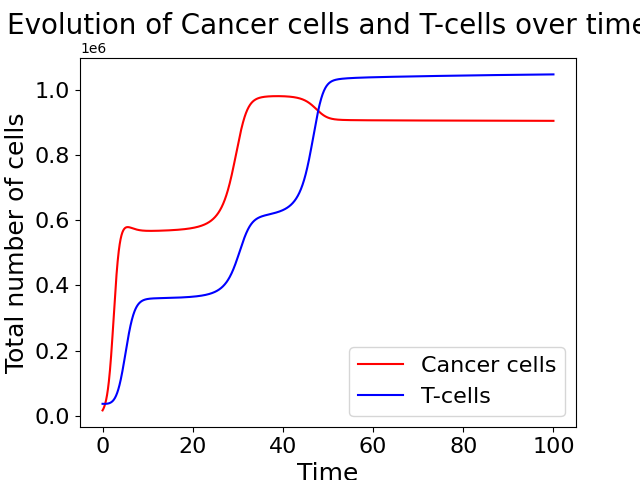 Evolution of Cancer cells and T-cells over time
1e6
Total number of cells
1.0
0.8
0.6
0.4
0.2
0.0
Cancer cells
T-cells
0 20 40 60 80 100
Time